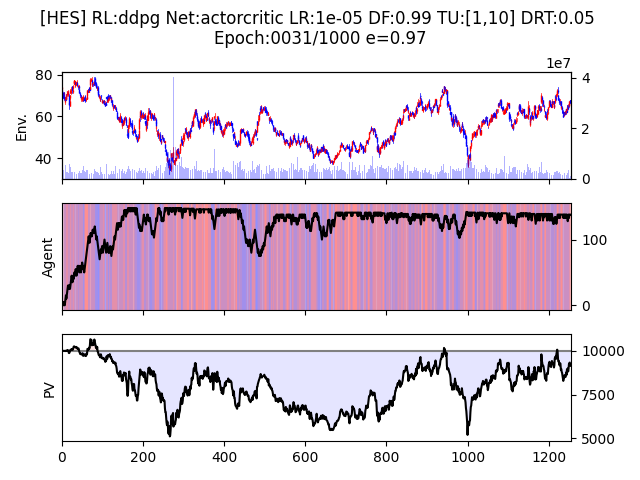 [HES] RL:ddpg Net:actorcritic LR:1e-05 DF:0.99 TU:[1,10] DRT:0.05
Epoch:0031/1000 e=0.97
1e7
80
60
40
Env.
4
2
0
Agent
100
0
PV
10000
7500
5000
0 200 400 600 800 1000 1200